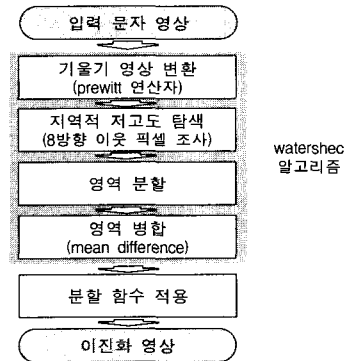 입력 문자 영상
기울기 영상 변환
(prewitt 연산자)
지역적 저고도 탐색
(8방향 이웃 픽셀 조사)
영역 분할
영역 병합
(mean difference)
watershec
알고리즘
분할 함수 적용
이진화 영상